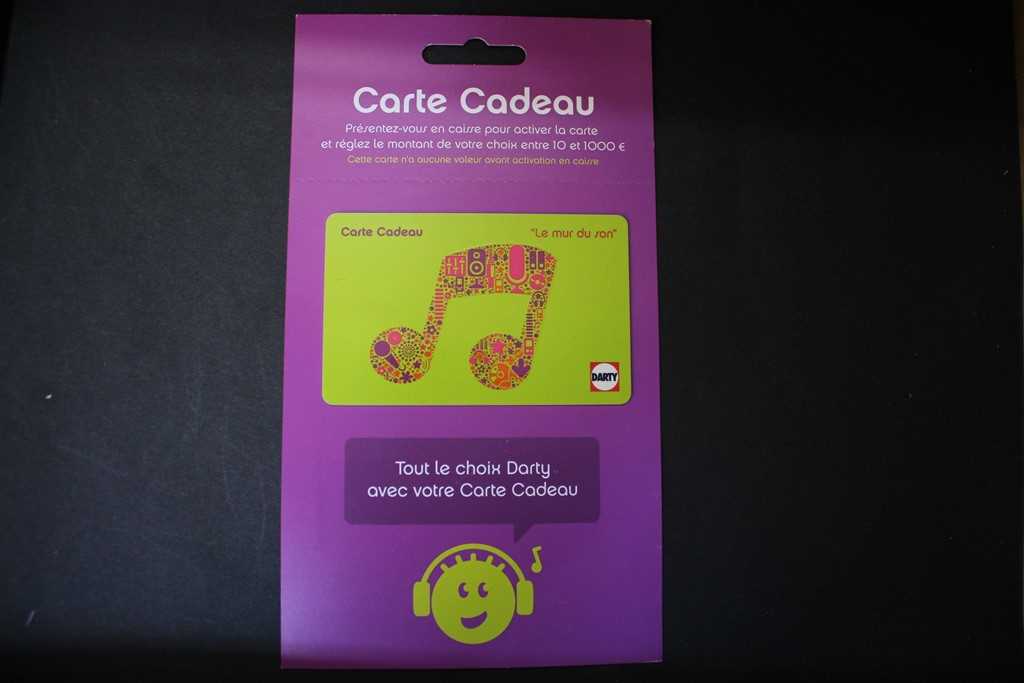 Carte Cadeau
Présentez-vous en caisse pour activer la carte
et réglez le montant de votre choix entre 10 et 1000 €
Cette carte n'a aucune valeur avant activation en caisse
Carte Cadeau
"Le mur du son"
DARTY
Tout le choix Darty
avec votre Carte Cadeau